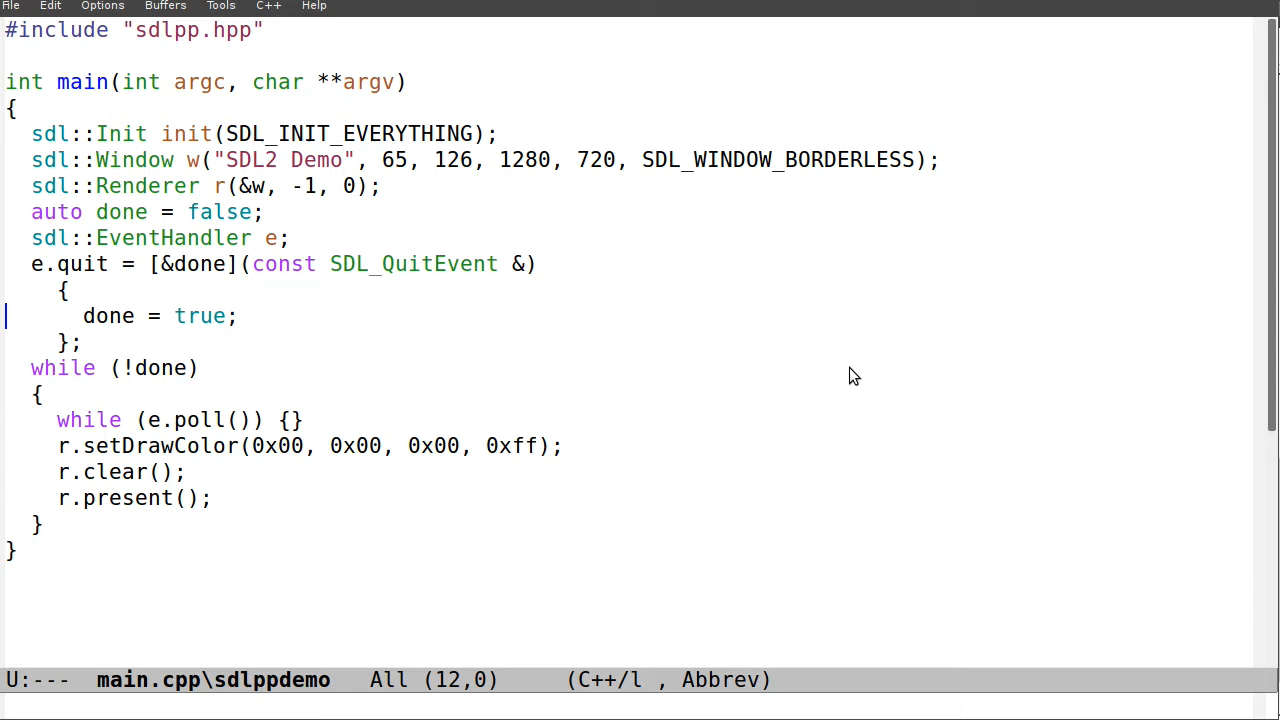 File Edit Options Buffers Tools C++ Help
#include "sdlpp.hpp"
int main(int argc, char **argv)
{
  sdl::Init init(SDL_INIT_EVERYTHING);
  sdl::Window w("SDL2 Demo", 65, 126, 1280, 720, SDL_WINDOW_BORDERLESS);
  sdl::Renderer r(&w, -1, 0);
  auto done = false;
  sdl::EventHandler e;
  e.quit = [&done](const SDL_QuitEvent &)
    {
      done = true;
    };
  while (!done)
  {
    while (e.poll()) {}
    r.setDrawColor(0x00, 0x00, 0x00, 0xff);
    r.clear();
    r.present();
  }
}
U:--- main.cpp\sdlppdemo All (12,0) (C++/l , Abbrev)